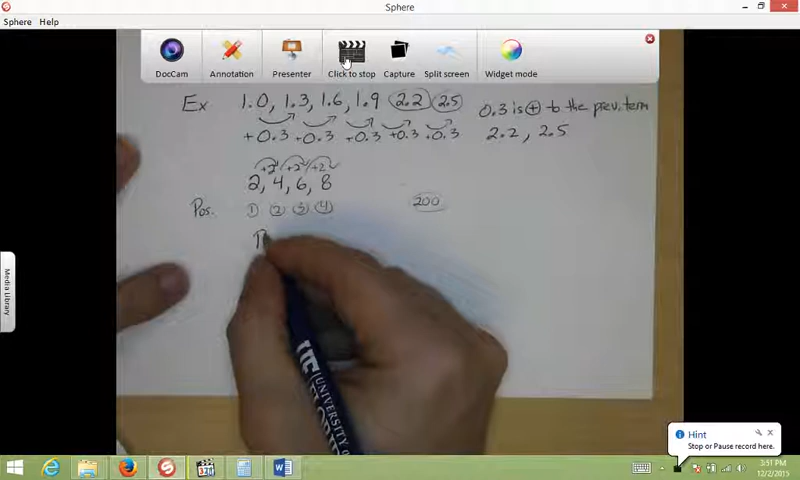 Sphere
Sphere Help
DocCam Annotation Presenter Click to stop Capture Split screen Widget mode
Ex 1.0, 1.3, 1.6, 1.9 2.2 2.5
+0.3 +0.3 +0.3 +0.3 +0.3
0.3 is + to the prev. term
2.2, 2.5
+2 +2 +2
2, 4, 6, 8
Pos. 1 2 3 4
200
UNIVERSITY
Media Library
Hint
Stop or Pause record here.
3:51 PM
12/2/2015